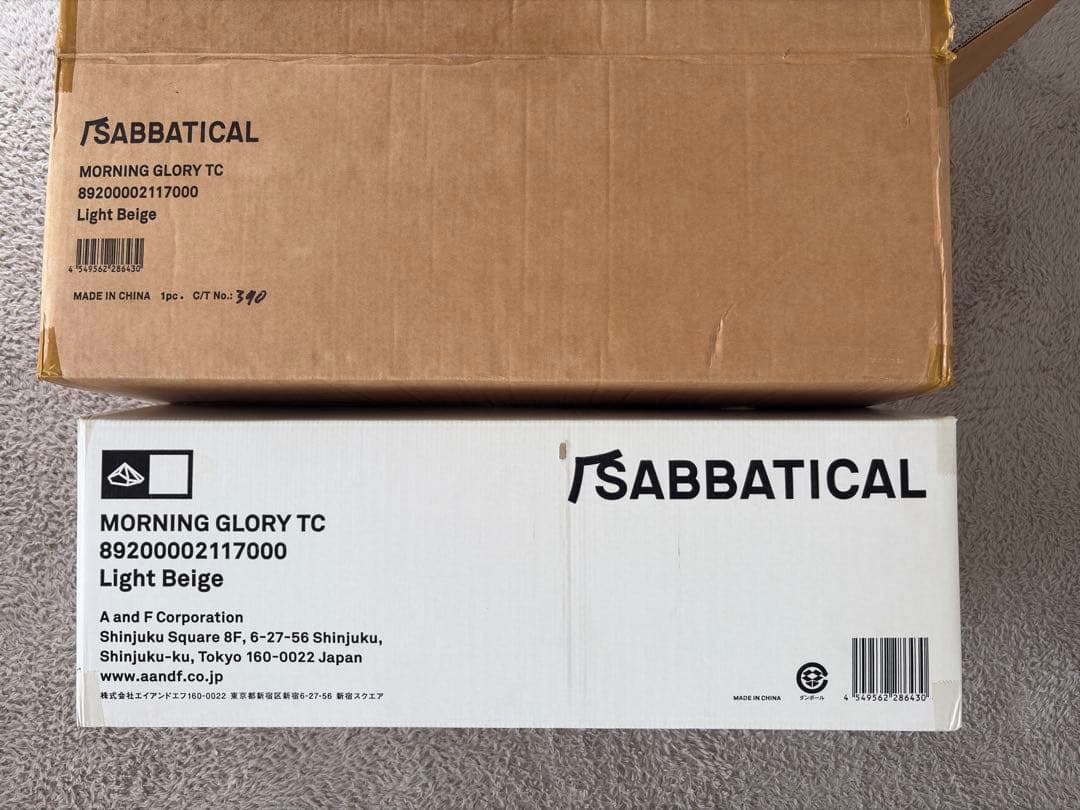 SABBATICAL
MORNING GLORY TC
89200002117000
Light Beige
4 549562 286430
MADE IN CHINA 1pc. C/T No.: 390
SABBATICAL
MORNING GLORY TC
89200002117000
Light Beige
A and F Corporation
Shinjuku Square 8F, 6-27-56 Shinjuku,
Shinjuku-ku, Tokyo 160-0022 Japan
www.aandf.co.jp
株式会社エイアンドエフ160-0022 東京都新宿区新宿6-27-56 新宿スクエア
MADE IN CHINA
ダンボール
4 549562 286430